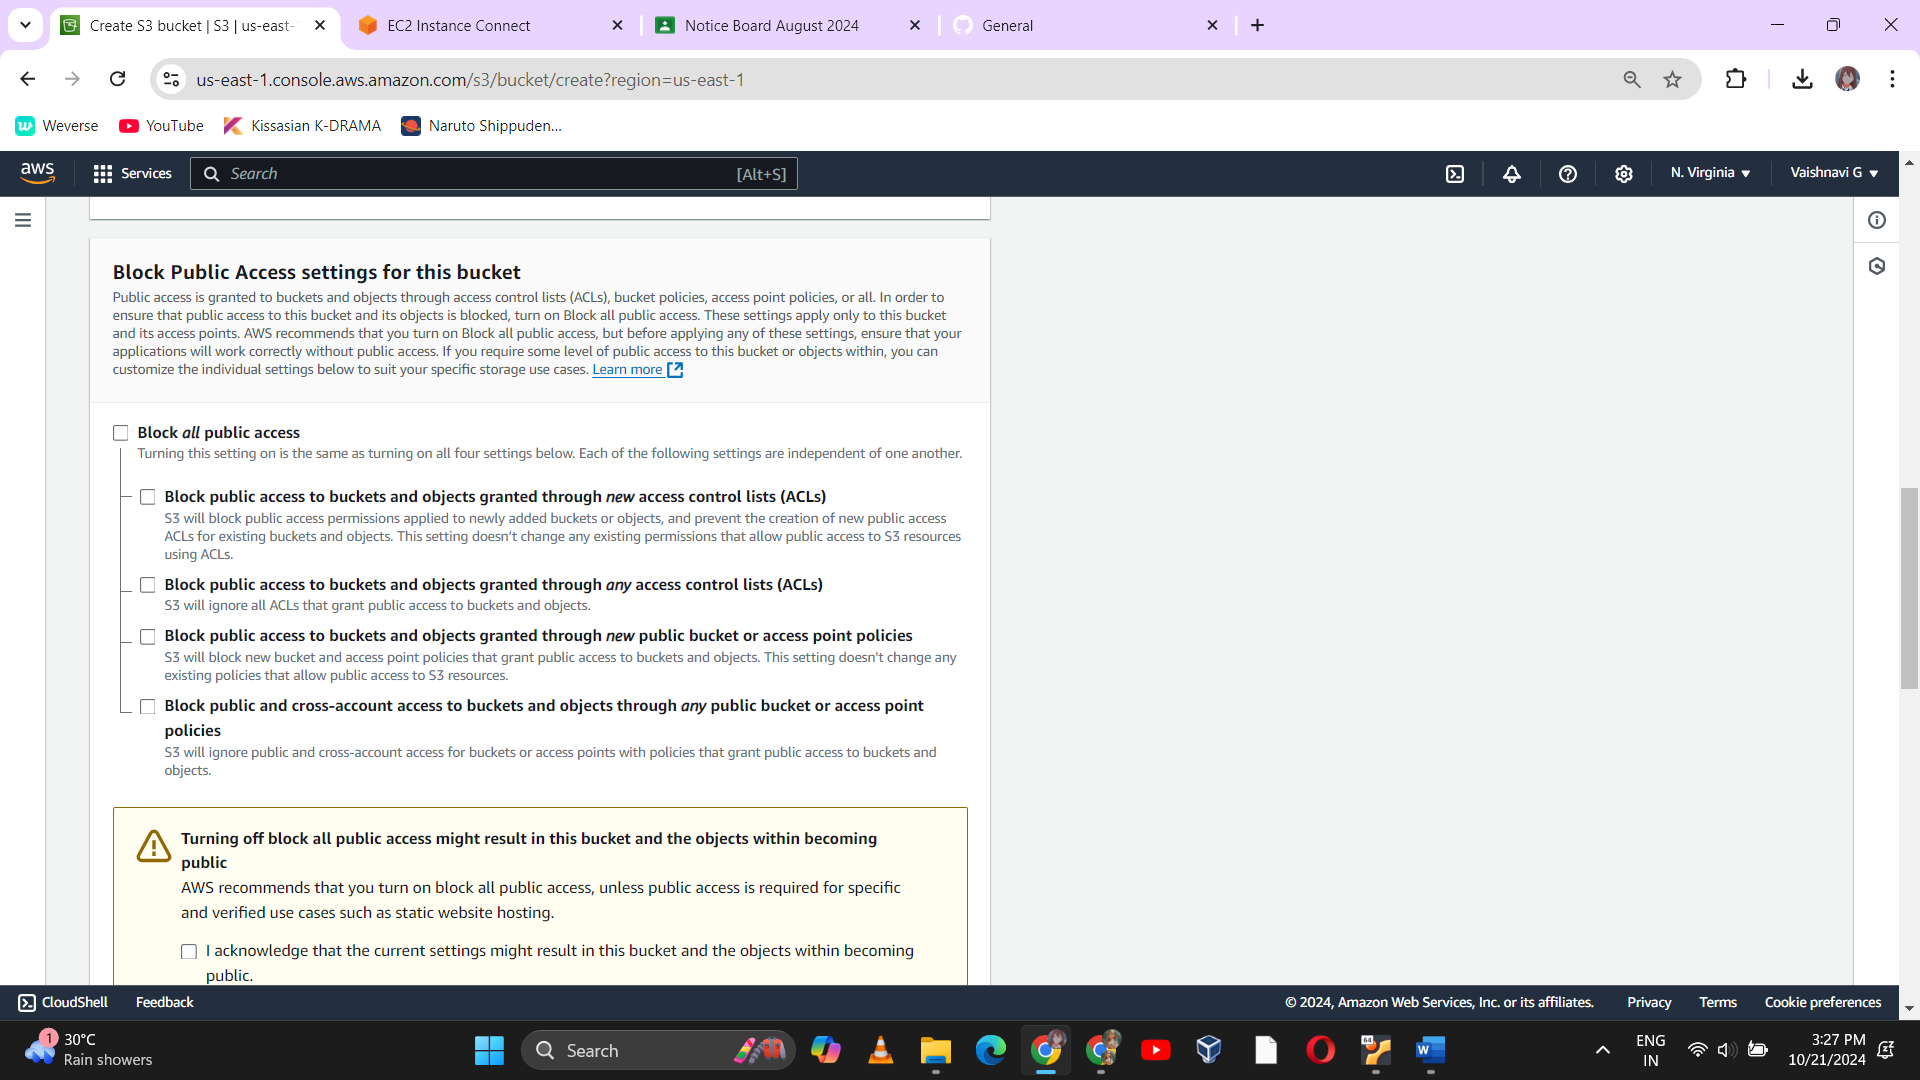 Create S3 bucket | S3 | us-east-
EC2 Instance Connect
Notice Board August 2024
General
us-east-1.console.aws.amazon.com/s3/bucket/create?region=us-east-1
Weverse
YouTube
Kissasian K-DRAMA
Naruto Shippuden...
aws
Services
Search
[Alt+S]
N. Virginia
Vaishnavi G
Block Public Access settings for this bucket
Public access is granted to buckets and objects through access control lists (ACLs), bucket policies, access point policies, or all. In order to
ensure that public access to this bucket and its objects is blocked, turn on Block all public access. These settings apply only to this bucket
and its access points. AWS recommends that you turn on Block all public access, but before applying any of these settings, ensure that your
applications will work correctly without public access. If you require some level of public access to this bucket or objects within, you can
customize the individual settings below to suit your specific storage use cases. Learn more
Block all public access
Turning this setting on is the same as turning on all four settings below. Each of the following settings are independent of one another.
Block public access to buckets and objects granted through new access control lists (ACLs)
S3 will block public access permissions applied to newly added buckets or objects, and prevent the creation of new public access
ACLs for existing buckets and objects. This setting doesn't change any existing permissions that allow public access to S3 resources
using ACLs.
Block public access to buckets and objects granted through any access control lists (ACLs)
S3 will ignore all ACLs that grant public access to buckets and objects.
Block public access to buckets and objects granted through new public bucket or access point policies
S3 will block new bucket and access point policies that grant public access to buckets and objects. This setting doesn't change any
existing policies that allow public access to S3 resources.
Block public and cross-account access to buckets and objects through any public bucket or access point
policies
S3 will ignore public and cross-account access for buckets or access points with policies that grant public access to buckets and
objects.
Turning off block all public access might result in this bucket and the objects within becoming
public
AWS recommends that you turn on block all public access, unless public access is required for specific
and verified use cases such as static website hosting.
I acknowledge that the current settings might result in this bucket and the objects within becoming
public.
CloudShell
Feedback
© 2024, Amazon Web Services, Inc. or its affiliates.
Privacy
Terms
Cookie preferences
1
30°C
Rain showers
Search
64
W
ENG
IN
3:27 PM
10/21/2024